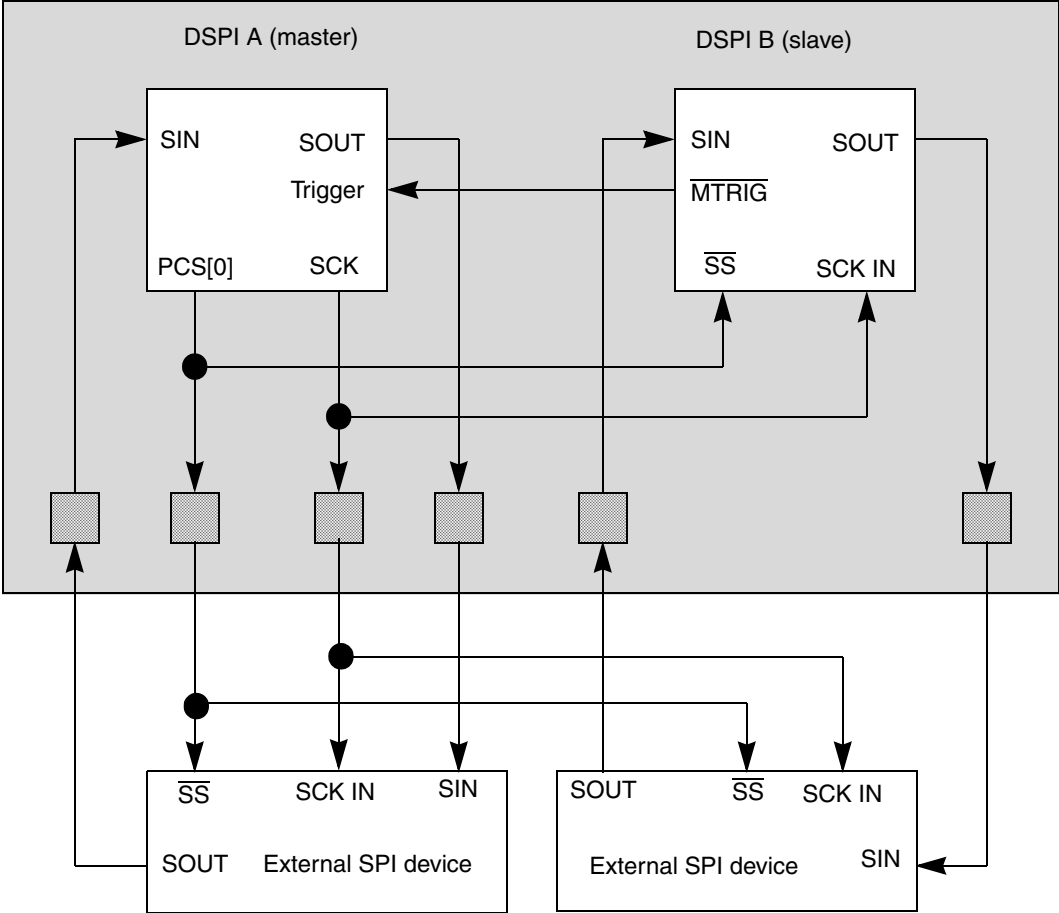 DSPI A (master)
DSPI B (slave)
SIN
SOUT
Trigger
PCS[0]
SCK
SIN
SOUT
MTRIG
SS
SCK IN
SS
SCK IN
SIN
SOUT
External SPI device
SOUT
SS
SCK IN
SIN
External SPI device